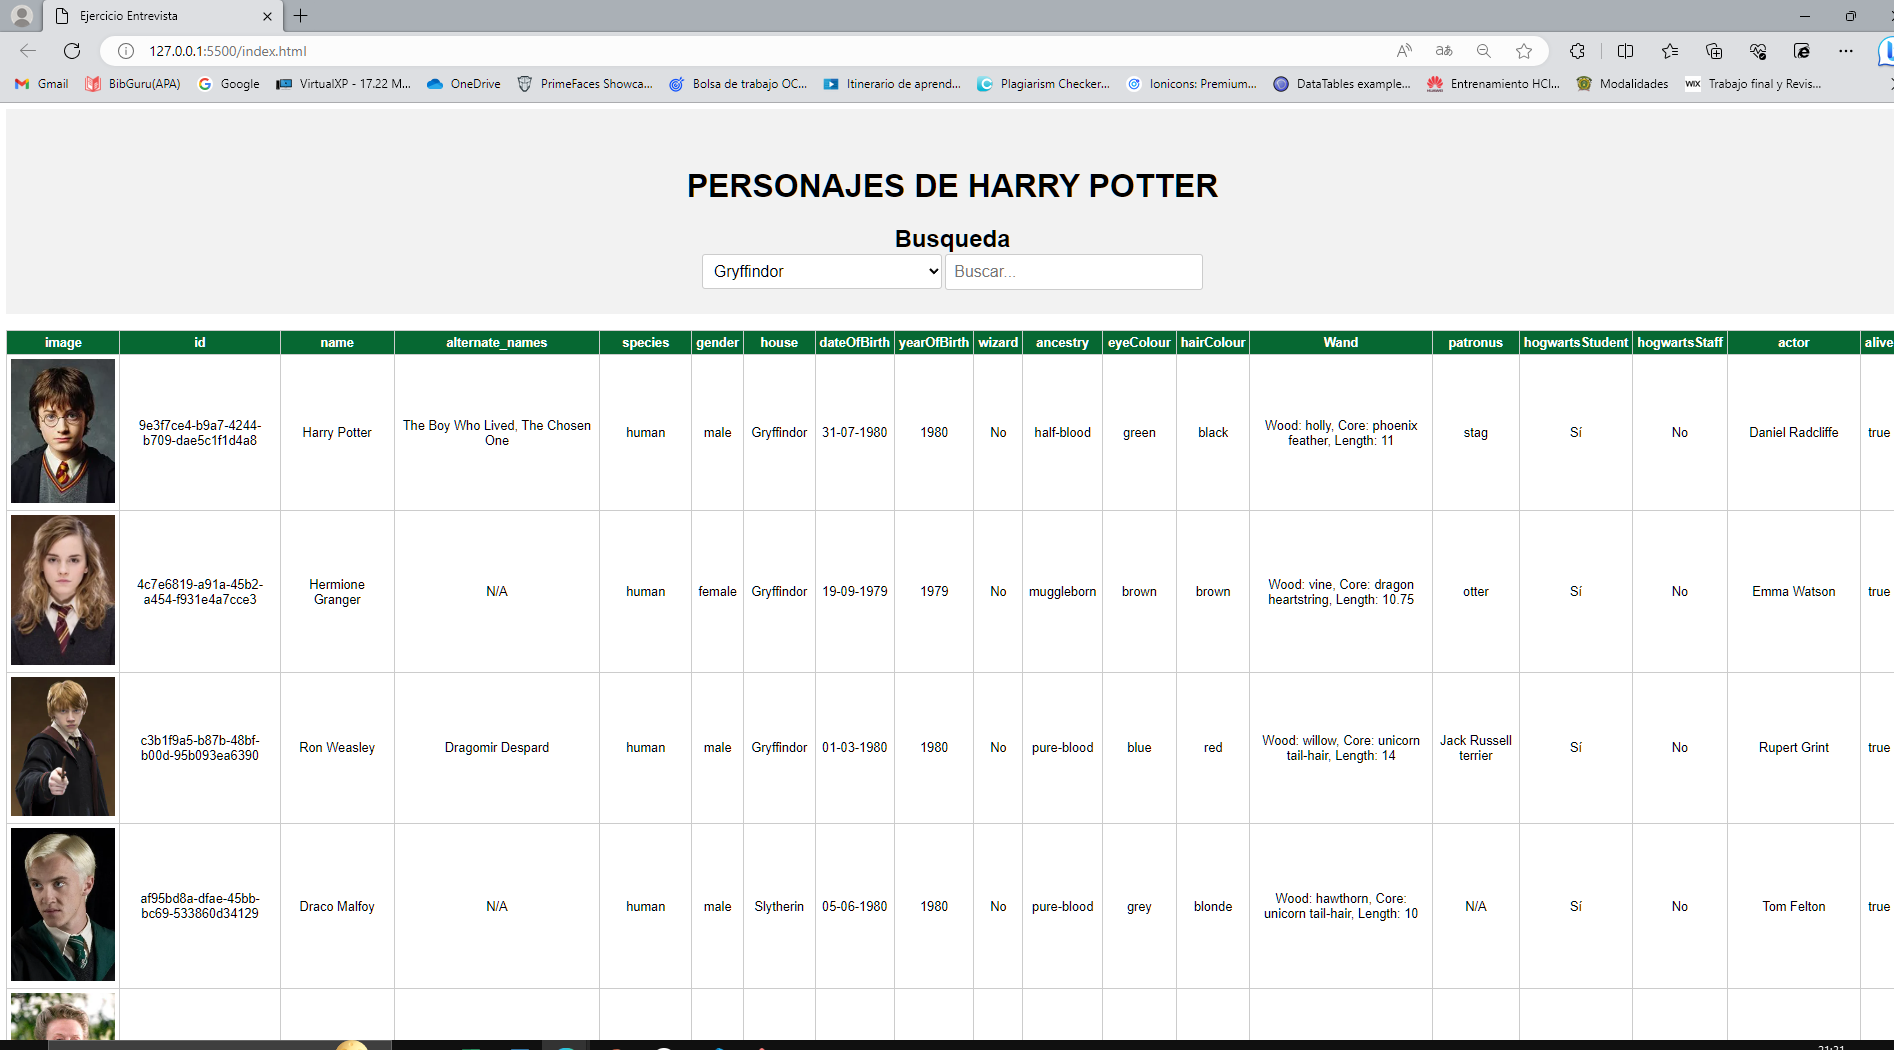 Ejercicio Entrevista
127.0.0.1:5500/index.html
Gmail BibGuru(APA) Google VirtualXP - 17.22 M... OneDrive PrimeFaces Showca... Bolsa de trabajo OC... Itinerario de aprend... Plagiarism Checker... Ionicons: Premium... DataTables example... Entrenamiento HCI... Modalidades WIX Trabajo final y Revis...
PERSONAJES DE HARRY POTTER
Busqueda
Gryffindor Buscar...
image id name alternate_names species gender house dateOfBirth yearOfBirth wizard ancestry eyeColour hairColour Wand patronus hogwartsStudent hogwartsStaff actor alive
9e3f7ce4-b9a7-4244-b709-dae5c1f1d4a8 Harry Potter The Boy Who Lived, The Chosen One human male Gryffindor 31-07-1980 1980 No half-blood green black Wood: holly, Core: phoenix feather, Length: 11 stag Sí No Daniel Radcliffe true
4c7e6819-a91a-45b2-a454-f931e4a7cce3 Hermione Granger N/A human female Gryffindor 19-09-1979 1979 No muggleborn brown brown Wood: vine, Core: dragon heartstring, Length: 10.75 otter Sí No Emma Watson true
c3b1f9a5-b87b-48bf-b00d-95b093ea6390 Ron Weasley Dragomir Despard human male Gryffindor 01-03-1980 1980 No pure-blood blue red Wood: willow, Core: unicorn tail-hair, Length: 14 Jack Russell terrier Sí No Rupert Grint true
af95bd8a-dfae-45bb-bc69-533860d34129 Draco Malfoy N/A human male Slytherin 05-06-1980 1980 No pure-blood grey blonde Wood: hawthorn, Core: unicorn tail-hair, Length: 10 N/A Sí No Tom Felton true